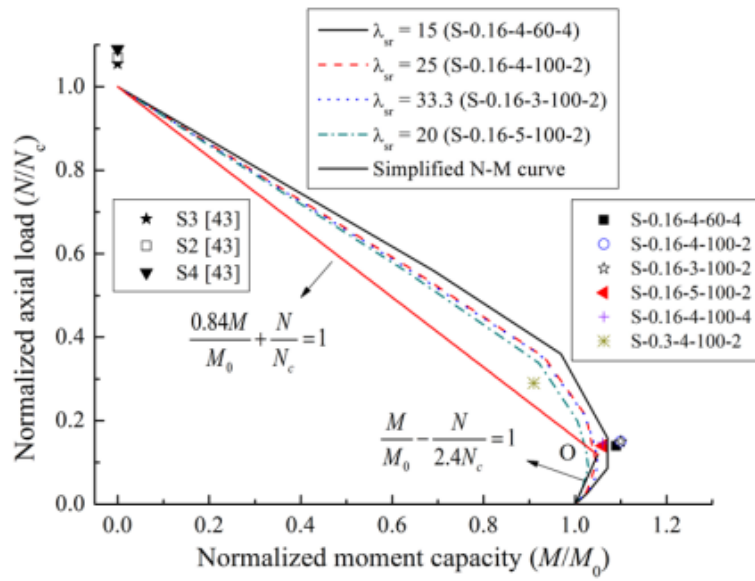 λsr = 15 (S-0.16-4-60-4)
λsr = 25 (S-0.16-4-100-2)
λsr = 33.3 (S-0.16-3-100-2)
λsr = 20 (S-0.16-5-100-2)
Simplified N-M curve
Normalized axial load (N/Nc)
1.0
0.8
0.6
0.4
0.2
0.0
S3 [43]
S2 [43]
S4 [43]
S-0.16-4-60-4
S-0.16-4-100-2
S-0.16-3-100-2
S-0.16-5-100-2
S-0.16-4-100-4
S-0.3-4-100-2
0.84M/M0 + N/Nc = 1
M/M0 - N/2.4Nc = 1
O
0.0 0.2 0.4 0.6 0.8 1.0 1.2
Normalized moment capacity (M/M0)